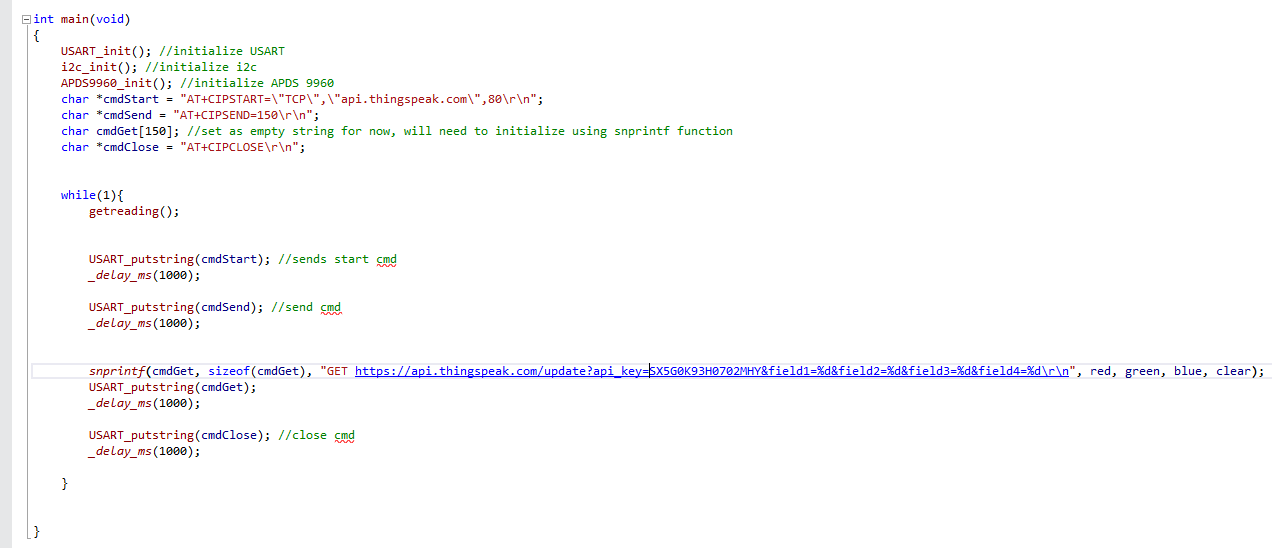 int main(void)
{
USART_init(); //initialize USART
i2c_init(); //initialize i2c
APDS9960_init(); //initialize APDS 9960
char *cmdStart = "AT+CIPSTART=\"TCP\",\"api.thingspeak.com\",80\r\n";
char *cmdSend = "AT+CIPSEND=150\r\n";
char cmdGet[150]; //set as empty string for now, will need to initialize using snprintf function
char *cmdClose = "AT+CIPCLOSE\r\n";
while(1){
getreading();
USART_putstring(cmdStart); //sends start cmd
_delay_ms(1000);
USART_putstring(cmdSend); //send cmd
_delay_ms(1000);
snprintf(cmdGet, sizeof(cmdGet), "GET https://api.thingspeak.com/update?api_key=SX5G0K93H0702MHY&field1=%d&field2=%d&field3=%d&field4=%d\r\n", red, green, blue, clear);
USART_putstring(cmdGet);
_delay_ms(1000);
USART_putstring(cmdClose); //close cmd
_delay_ms(1000);
}
}